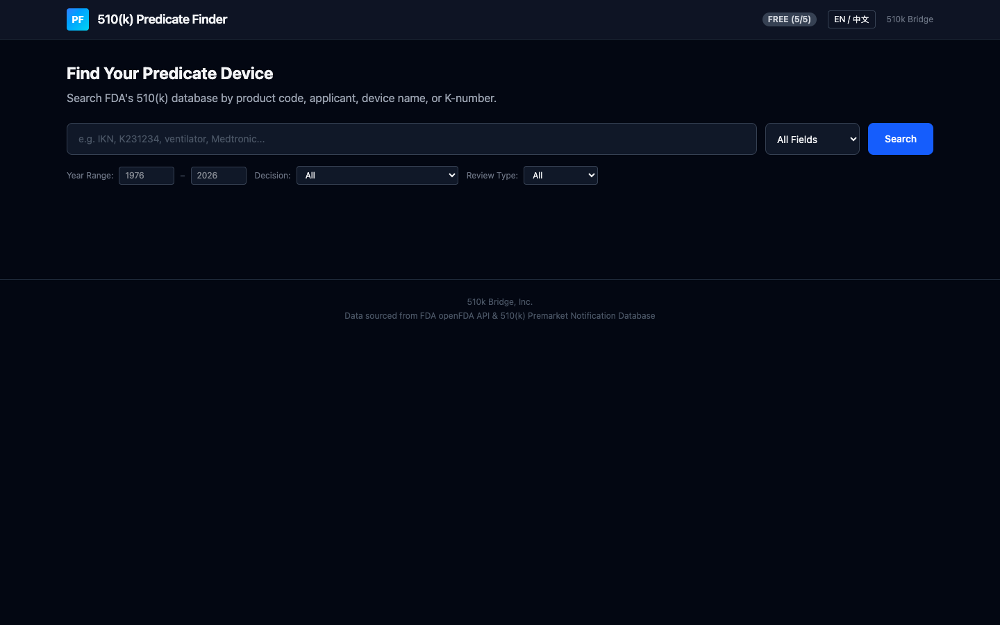 PF 510(k) Predicate Finder FREE (5/5) EN / 中文 510k Bridge
Find Your Predicate Device
Search FDA's 510(k) database by product code, applicant, device name, or K-number.
e.g. IKN, K231234, ventilator, Medtronic... All Fields Search
Year Range: 1976 – 2026 Decision: All Review Type: All
510k Bridge, Inc.
Data sourced from FDA openFDA API & 510(k) Premarket Notification Database